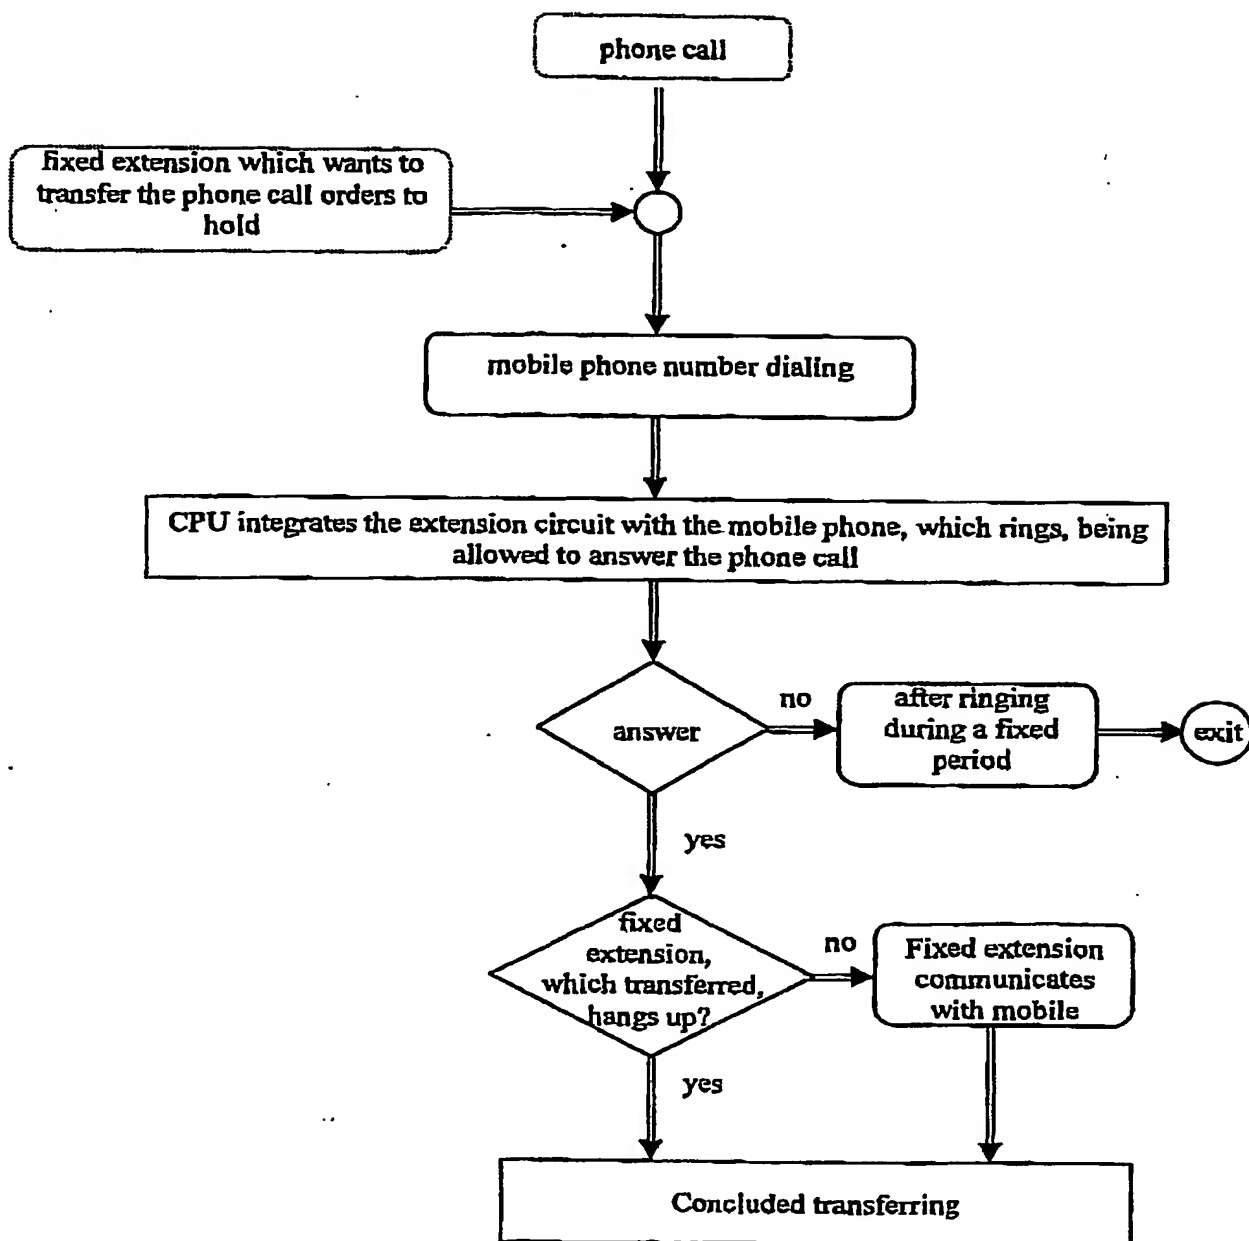 phone call
fixed extension which wants to
transfer the phone call orders to
hold
mobile phone number dialing
CPU integrates the extension circuit with the mobile phone, which rings, being
allowed to answer the phone call
answer
no
after ringing
during a fixed
period
exit
yes
fixed
extension,
which transferred,
hangs up?
no
Fixed extension
communicates
with mobile
yes
Concluded transferring